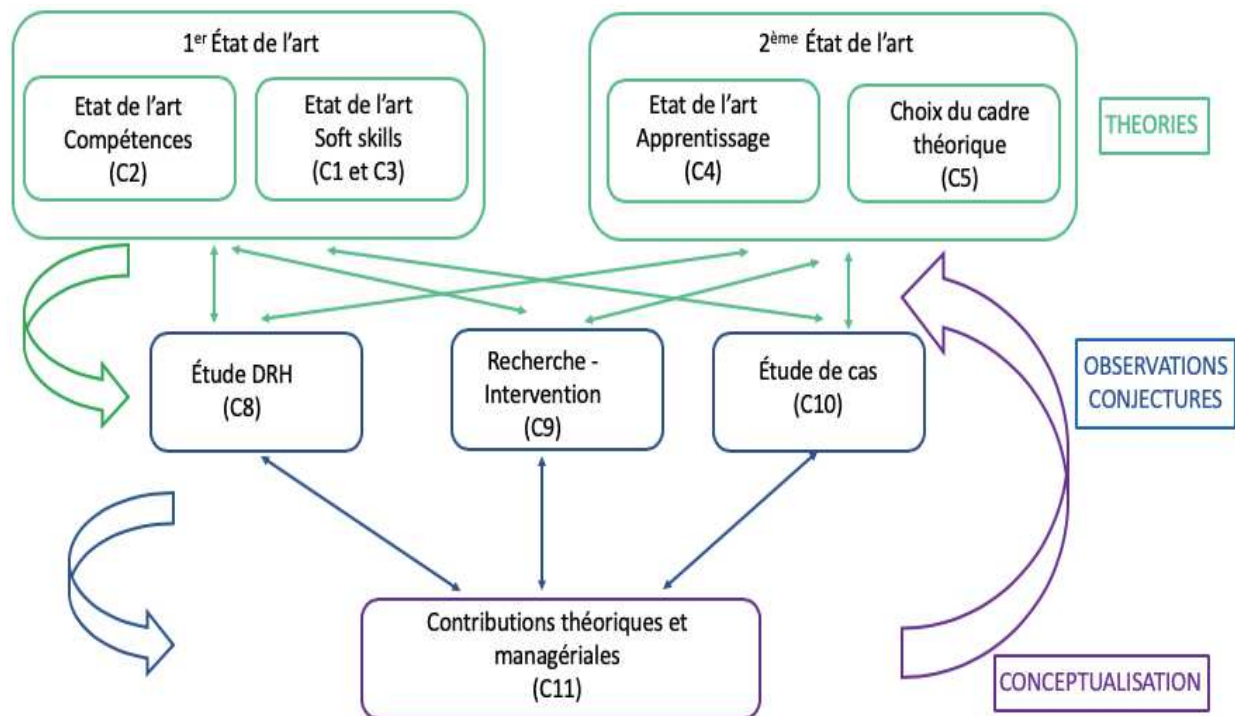 1er État de l'art
Etat de l'art
Compétences
(C2)
Etat de l'art
Soft skills
(C1 et C3)
2ème État de l'art
Etat de l'art
Apprentissage
(C4)
Choix du cadre
théorique
(C5)
THEORIES
Étude DRH
(C8)
Recherche -
Intervention
(C9)
Étude de cas
(C10)
OBSERVATIONS
CONJECTURES
Contributions théoriques et
managériales
(C11)
CONCEPTUALISATION